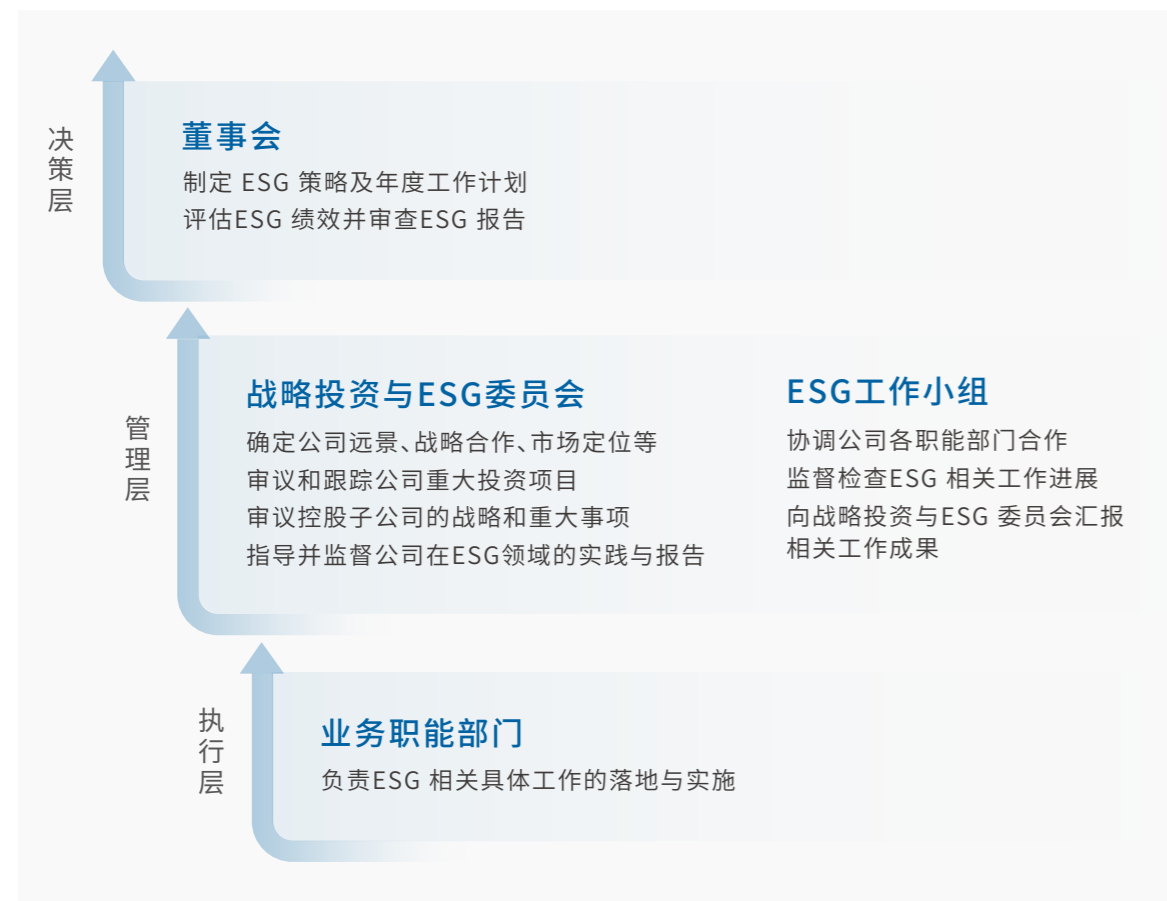 决策层
董事会
制定 ESG 策略及年度工作计划
评估ESG 绩效并审查ESG 报告
管理层
战略投资与ESG委员会
确定公司远景、战略合作、市场定位等
审议和跟踪公司重大投资项目
审议控股子公司的战略和重大事项
指导并监督公司在ESG领域的实践与报告
ESG工作小组
协调公司各职能部门合作
监督检查ESG 相关工作进展
向战略投资与ESG 委员会汇报
相关工作成果
执行层
业务职能部门
负责ESG 相关具体工作的落地与实施